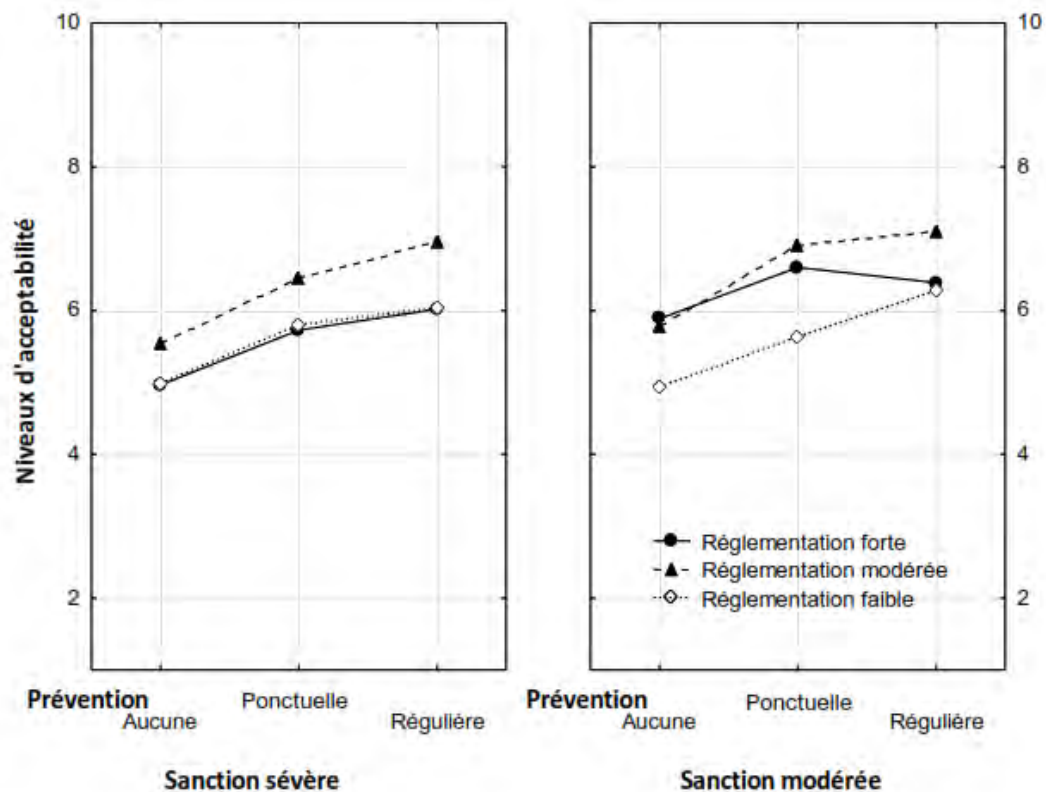 10
8
6
4
2
Niveaux d'acceptabilité
10
8
6
4
2
Réglementation forte
Réglementation modérée
Réglementation faible
Prévention
Aucune
Ponctuelle
Régulière
Prévention
Aucune
Ponctuelle
Régulière
Sanction sévère
Sanction modérée